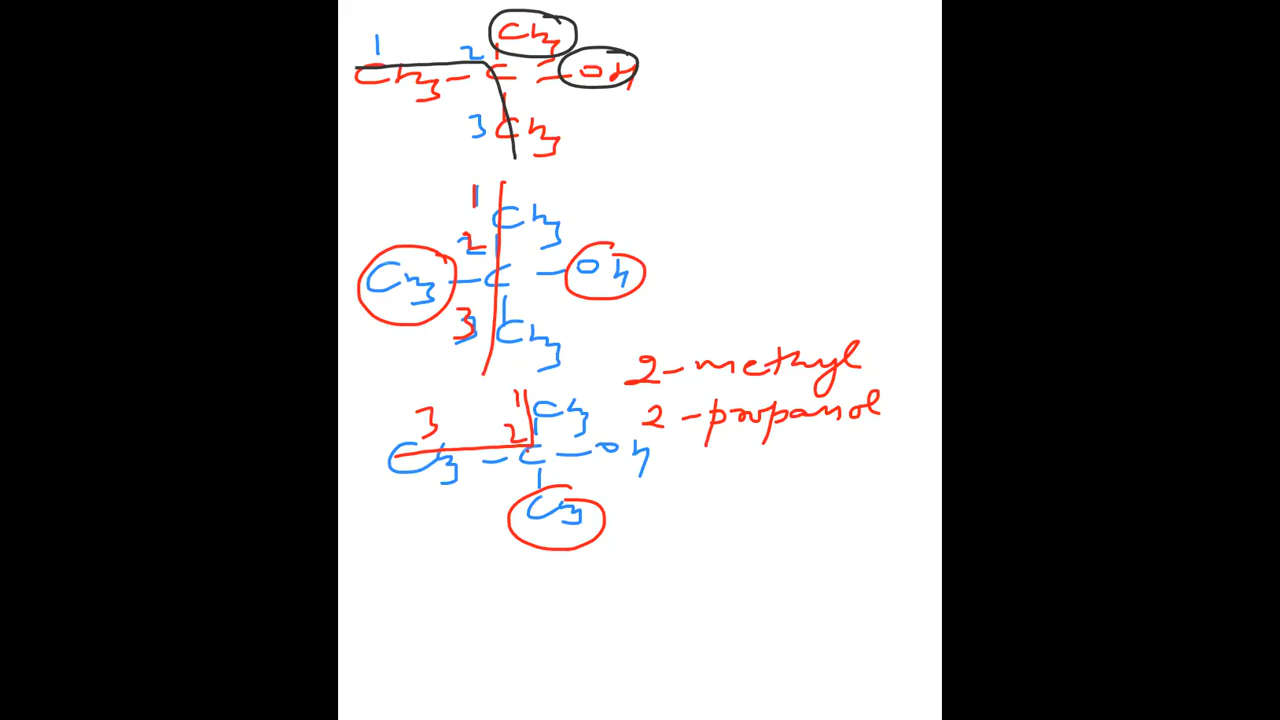 CH3
1 2
CH3 - C - OH
3 CH3
1 CH3
2
CH3 - C - OH
3 CH3
2-methyl
2-propanol
3 1 CH3
2
CH3 - C - OH
CH3